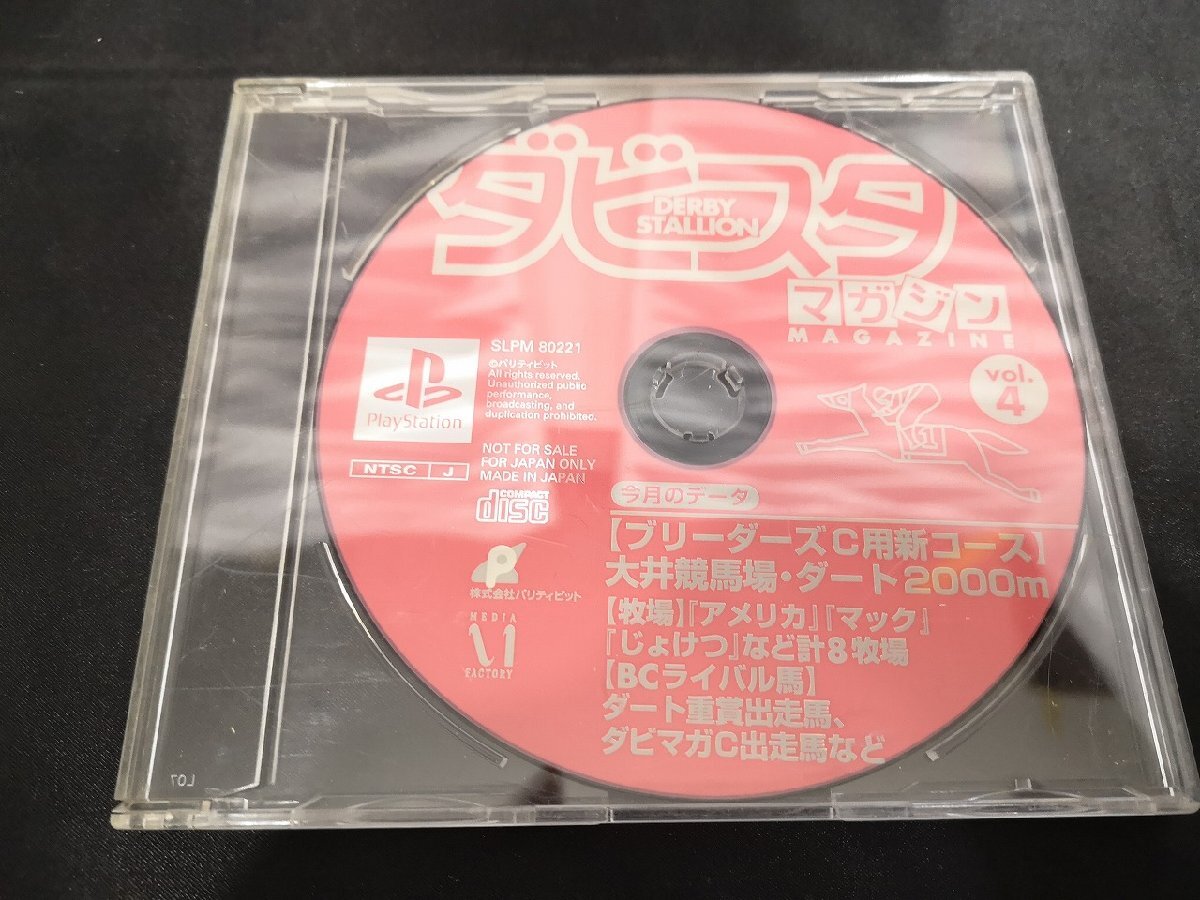 ダビスタ
DERBY
STALLION
マガジン
MAGAZINE
vol.
4
1
SLPM 80221
©パリティビット
All rights reserved.
Unauthorized public
performance,
broadcasting, and
duplication prohibited.
PlayStation
NTSC J
NOT FOR SALE
FOR JAPAN ONLY
MADE IN JAPAN
COMPACT
disc
株式会社パリティビット
MEDIA
FACTORY
今月のデータ
【ブリーダーズC用新コース】
大井競馬場・ダート2000m
【牧場】『アメリカ』『マック』
『じょけつ』など計8牧場
【BCライバル馬】
ダート重賞出走馬、
ダビマガC出走馬など
L07